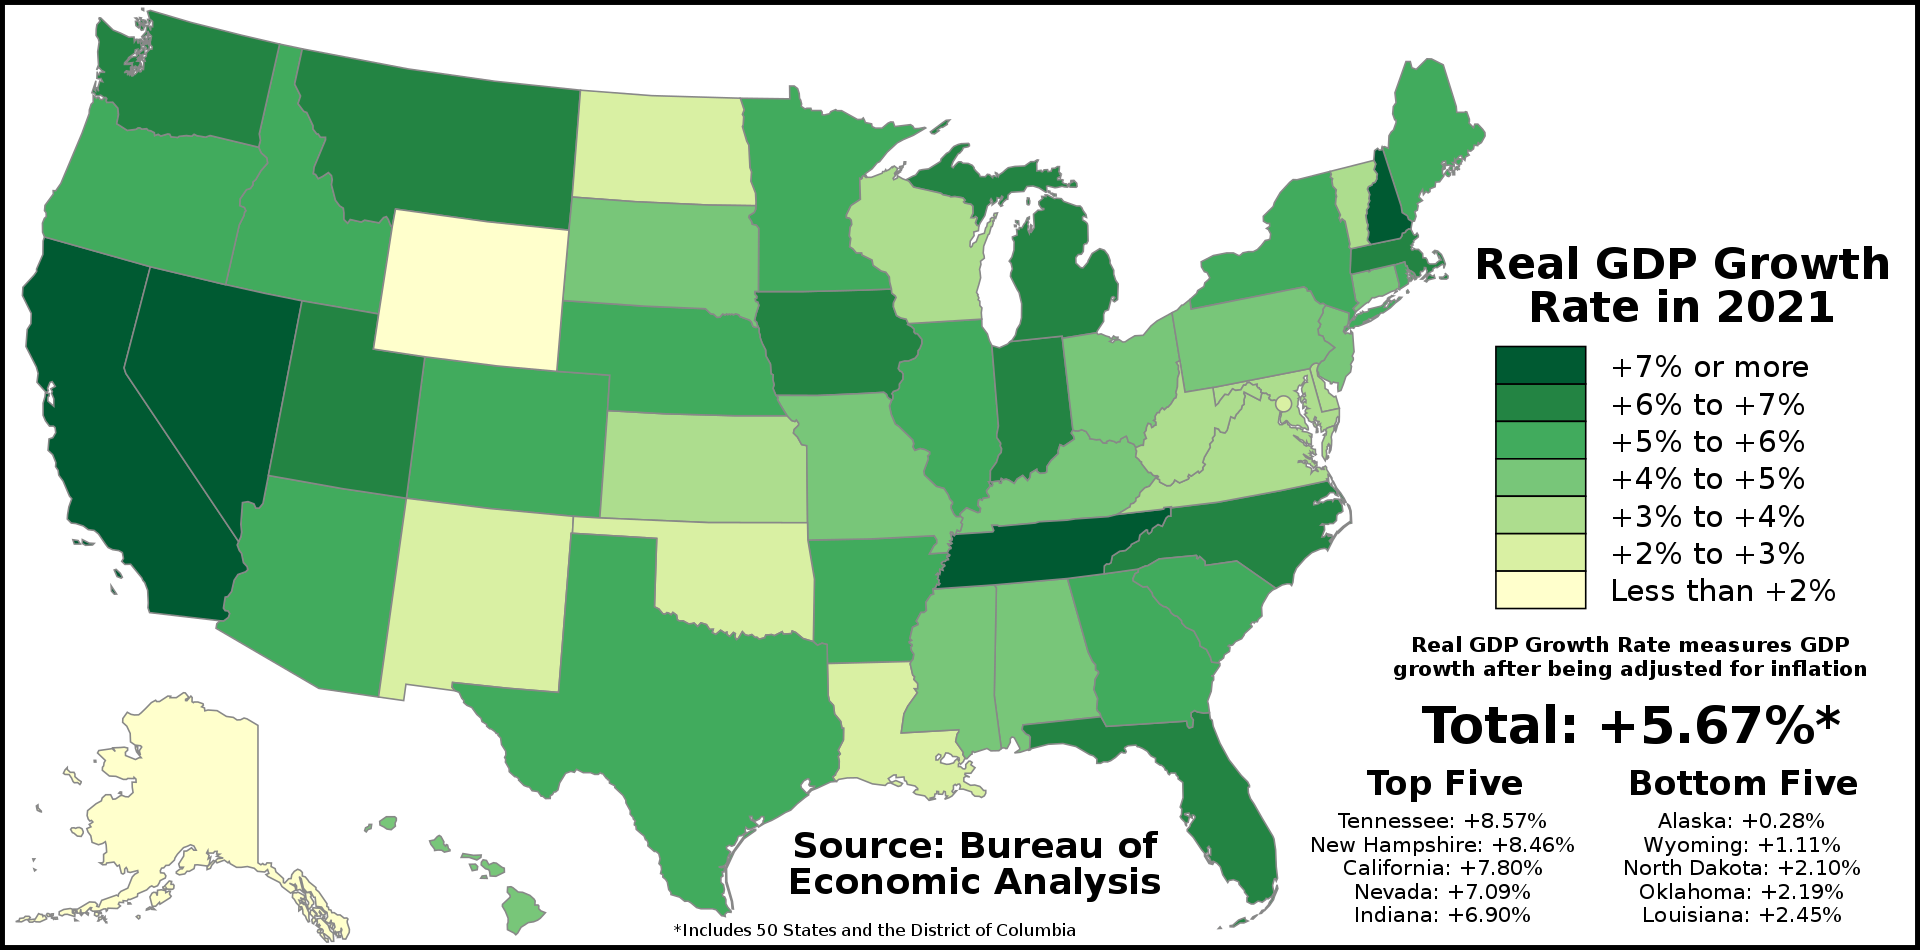 Real GDP Growth
Rate in 2021
+7% or more
+6% to +7%
+5% to +6%
+4% to +5%
+3% to +4%
+2% to +3%
Less than +2%
Real GDP Growth Rate measures GDP
growth after being adjusted for inflation
Total: +5.67%*
Top Five
Tennessee: +8.57%
New Hampshire: +8.46%
California: +7.80%
Nevada: +7.09%
Indiana: +6.90%
Bottom Five
Alaska: +0.28%
Wyoming: +1.11%
North Dakota: +2.10%
Oklahoma: +2.19%
Louisiana: +2.45%
Source: Bureau of
Economic Analysis
*Includes 50 States and the District of Columbia